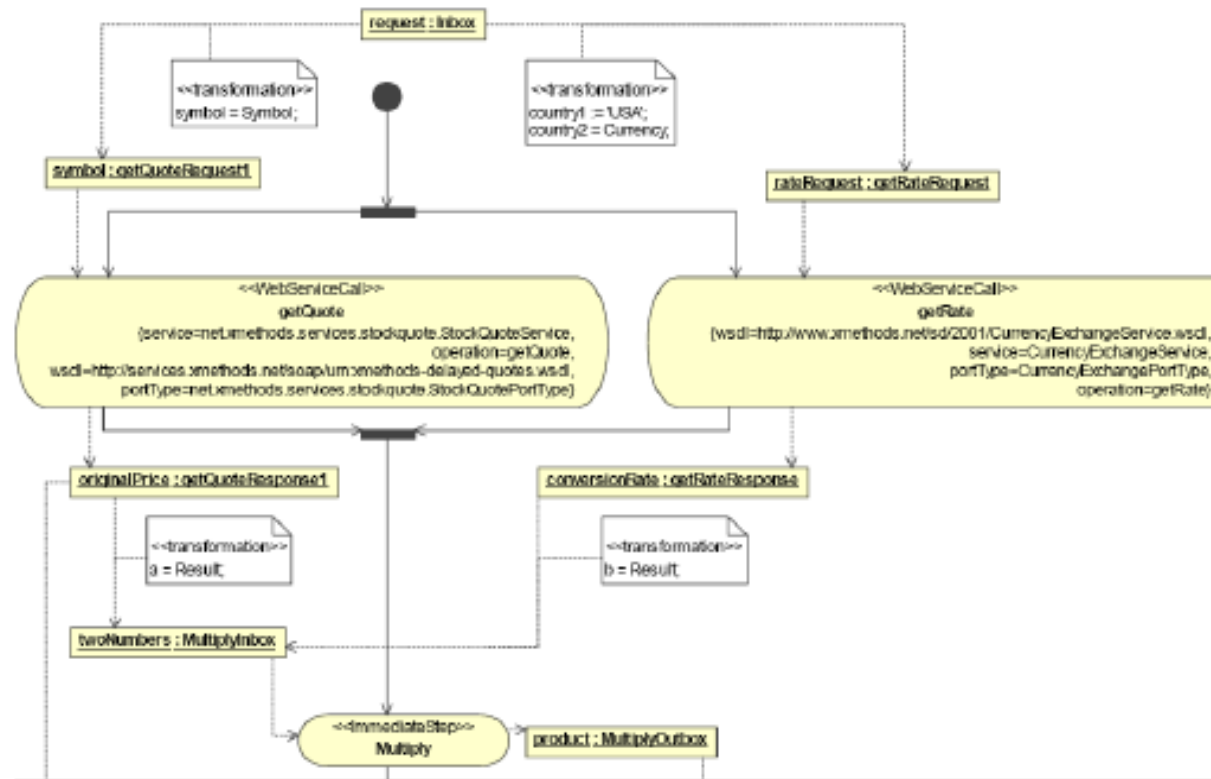 request : Inbox
<<transformation>>
symbol = Symbol;
<<transformation>>
country1 := 'USA';
country2 = Currency;
symbol : getQuoteRequest1
rateRequest : getRateRequest
<<WebServiceCall>>
getQuote
{service=net.xmethods.services.stockquote.StockQuoteService,
operation=getQuote,
wsdl=http://services.xmethods.net/soap/urn:xmethods-delayed-quotes.wsdl,
portType=net.xmethods.services.stockquote.StockQuotePortType}
<<WebServiceCall>>
getRate
{wsdl=http://www.xmethods.net/sd/2001/CurrencyExchangeService.wsdl,
service=CurrencyExchangeService,
portType=CurrencyExchangePortType,
operation=getRate}
originalPrice : getQuoteResponse1
conversionRate : getRateResponse
<<transformation>>
a = Result;
<<transformation>>
b = Result;
twoNumbers : MultiplyInbox
<<ImmediateStep>>
Multiply
product : MultiplyOutbox